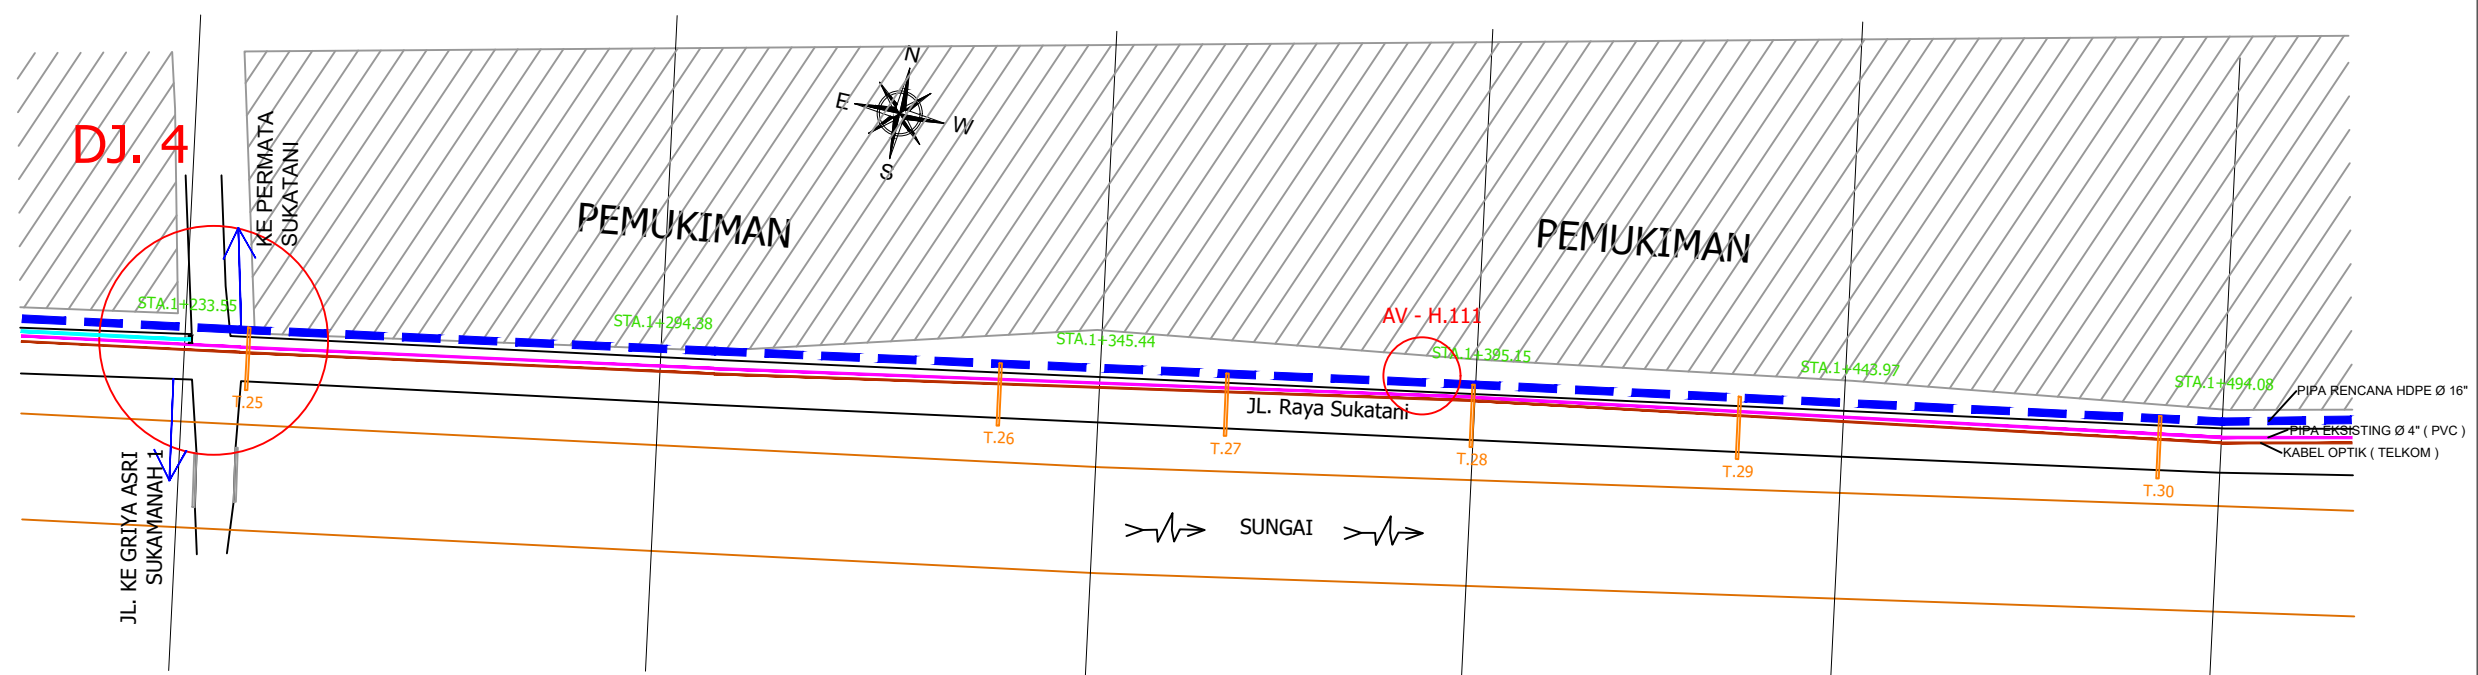 N
E
W
S
DJ. 4
KE PERMATA
SUKATANI
PEMUKIMAN
PEMUKIMAN
STA.1+233.55
STA.1+294.38
STA.1+345.44
AV - H.111
STA.1+395.15
STA.1+443.97
STA.1+494.08
PIPA RENCANA HDPE Ø 16"
PIPA EKSISTING Ø 4" ( PVC )
KABEL OPTIK ( TELKOM )
JL. Raya Sukatani
T.25
T.26
T.27
T.28
T.29
T.30
JL. KE GRIYA ASRI
SUKAMANAH 1
SUNGAI